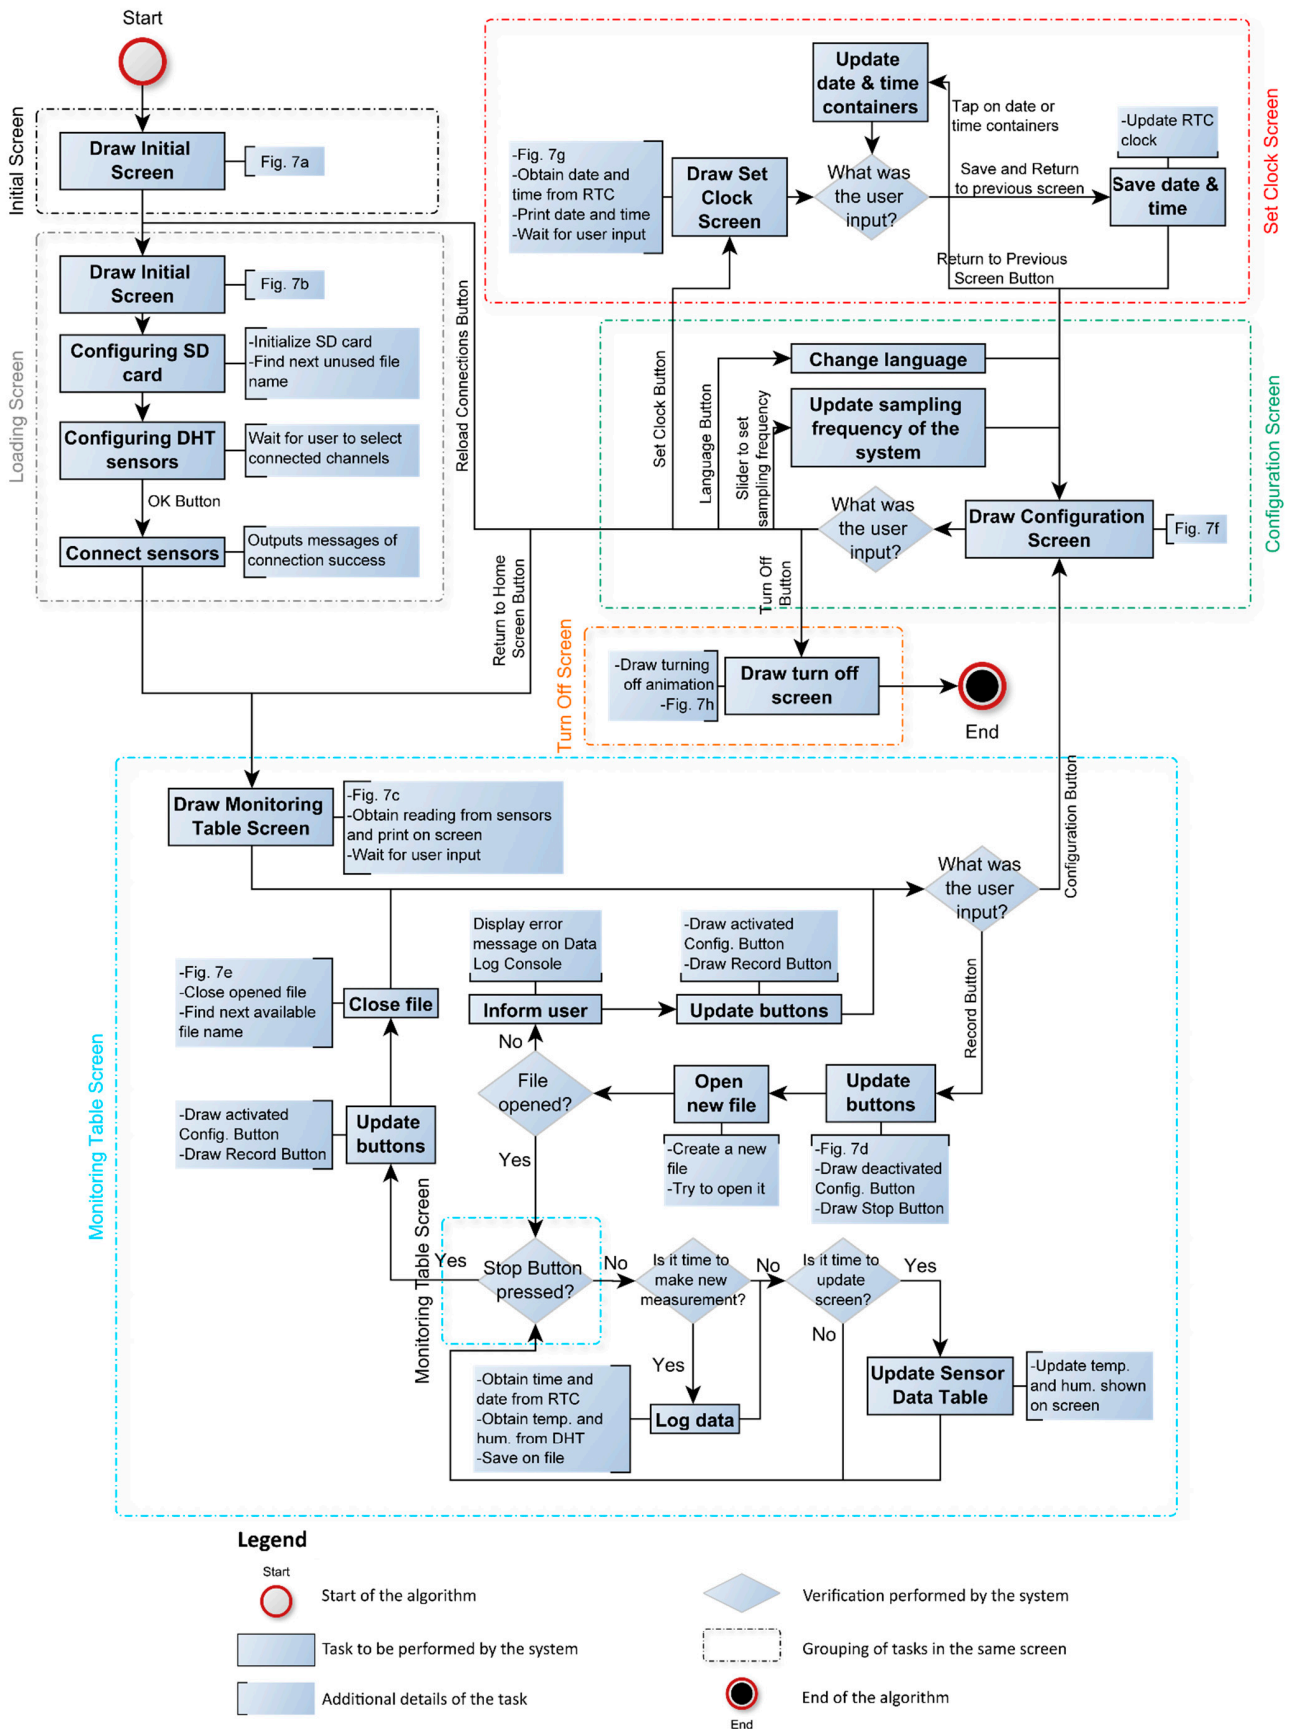 Start
Initial Screen
Draw Initial
Screen
Fig. 7a
Loading Screen
Draw Initial
Screen
Fig. 7b
Configuring SD
card
-Initialize SD card
-Find next unused file
name
Configuring DHT
sensors
Wait for user to select
connected channels
OK Button
Connect sensors
Outputs messages of
connection success
Reload Connections Button
Return to Home
Screen Button
Set Clock Screen
Update
date & time
containers
Tap on date or
time containers
-Update RTC
clock
-Fig. 7g
-Obtain date and
time from RTC
-Print date and time
-Wait for user input
Draw Set
Clock
Screen
What was
the user
input?
Save and Return
to previous screen
Save date &
time
Return to Previous
Screen Button
Set Clock Button
Configuration Screen
Change language
Language Button
Update sampling
frequency of the
system
Slider to set
sampling frequency
What was
the user
input?
Draw Configuration
Screen
Fig. 7f
Turn Off
Button
Turn Off Screen
-Draw turning
off animation
-Fig. 7h
Draw turn off
screen
End
Configuration Button
Monitoring Table Screen
Draw Monitoring
Table Screen
-Fig. 7c
-Obtain reading from sensors
and print on screen
-Wait for user input
What was
the user
input?
Record Button
Display error
message on Data
Log Console
-Draw activated
Config. Button
-Draw Record Button
-Fig. 7e
-Close opened file
-Find next available
file name
Close file
Inform user
Update buttons
No
File
opened?
Open
new file
Update
buttons
-Draw activated
Config. Button
-Draw Record Button
Update
buttons
Yes
-Create a new
file
-Try to open it
-Fig. 7d
-Draw deactivated
Config. Button
-Draw Stop Button
Monitoring Table Screen
Yes
Stop Button
pressed?
No
Is it time to
make new
measurement?
No
Is it time to
update
screen?
Yes
No
Yes
-Obtain time and
date from RTC
-Obtain temp. and
hum. from DHT
-Save on file
Log data
Update Sensor
Data Table
-Update temp.
and hum. shown
on screen
Legend
Start
Start of the algorithm
Verification performed by the system
Task to be performed by the system
Grouping of tasks in the same screen
Additional details of the task
End of the algorithm
End